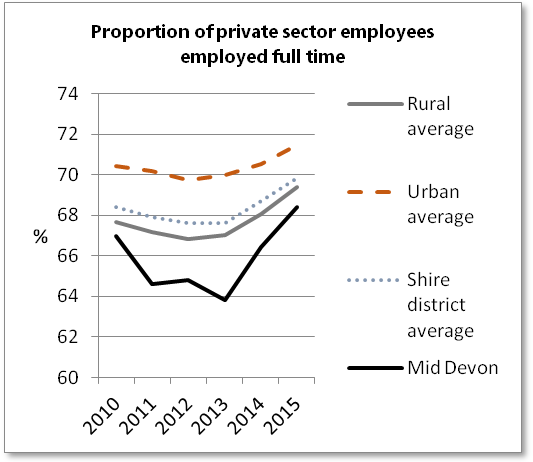 Proportion of private sector employees
employed full time
74
72
70
68
66
64
62
60
%
2010
2011
2012
2013
2014
2015
Rural
average
Urban
average
Shire
district
average
Mid Devon